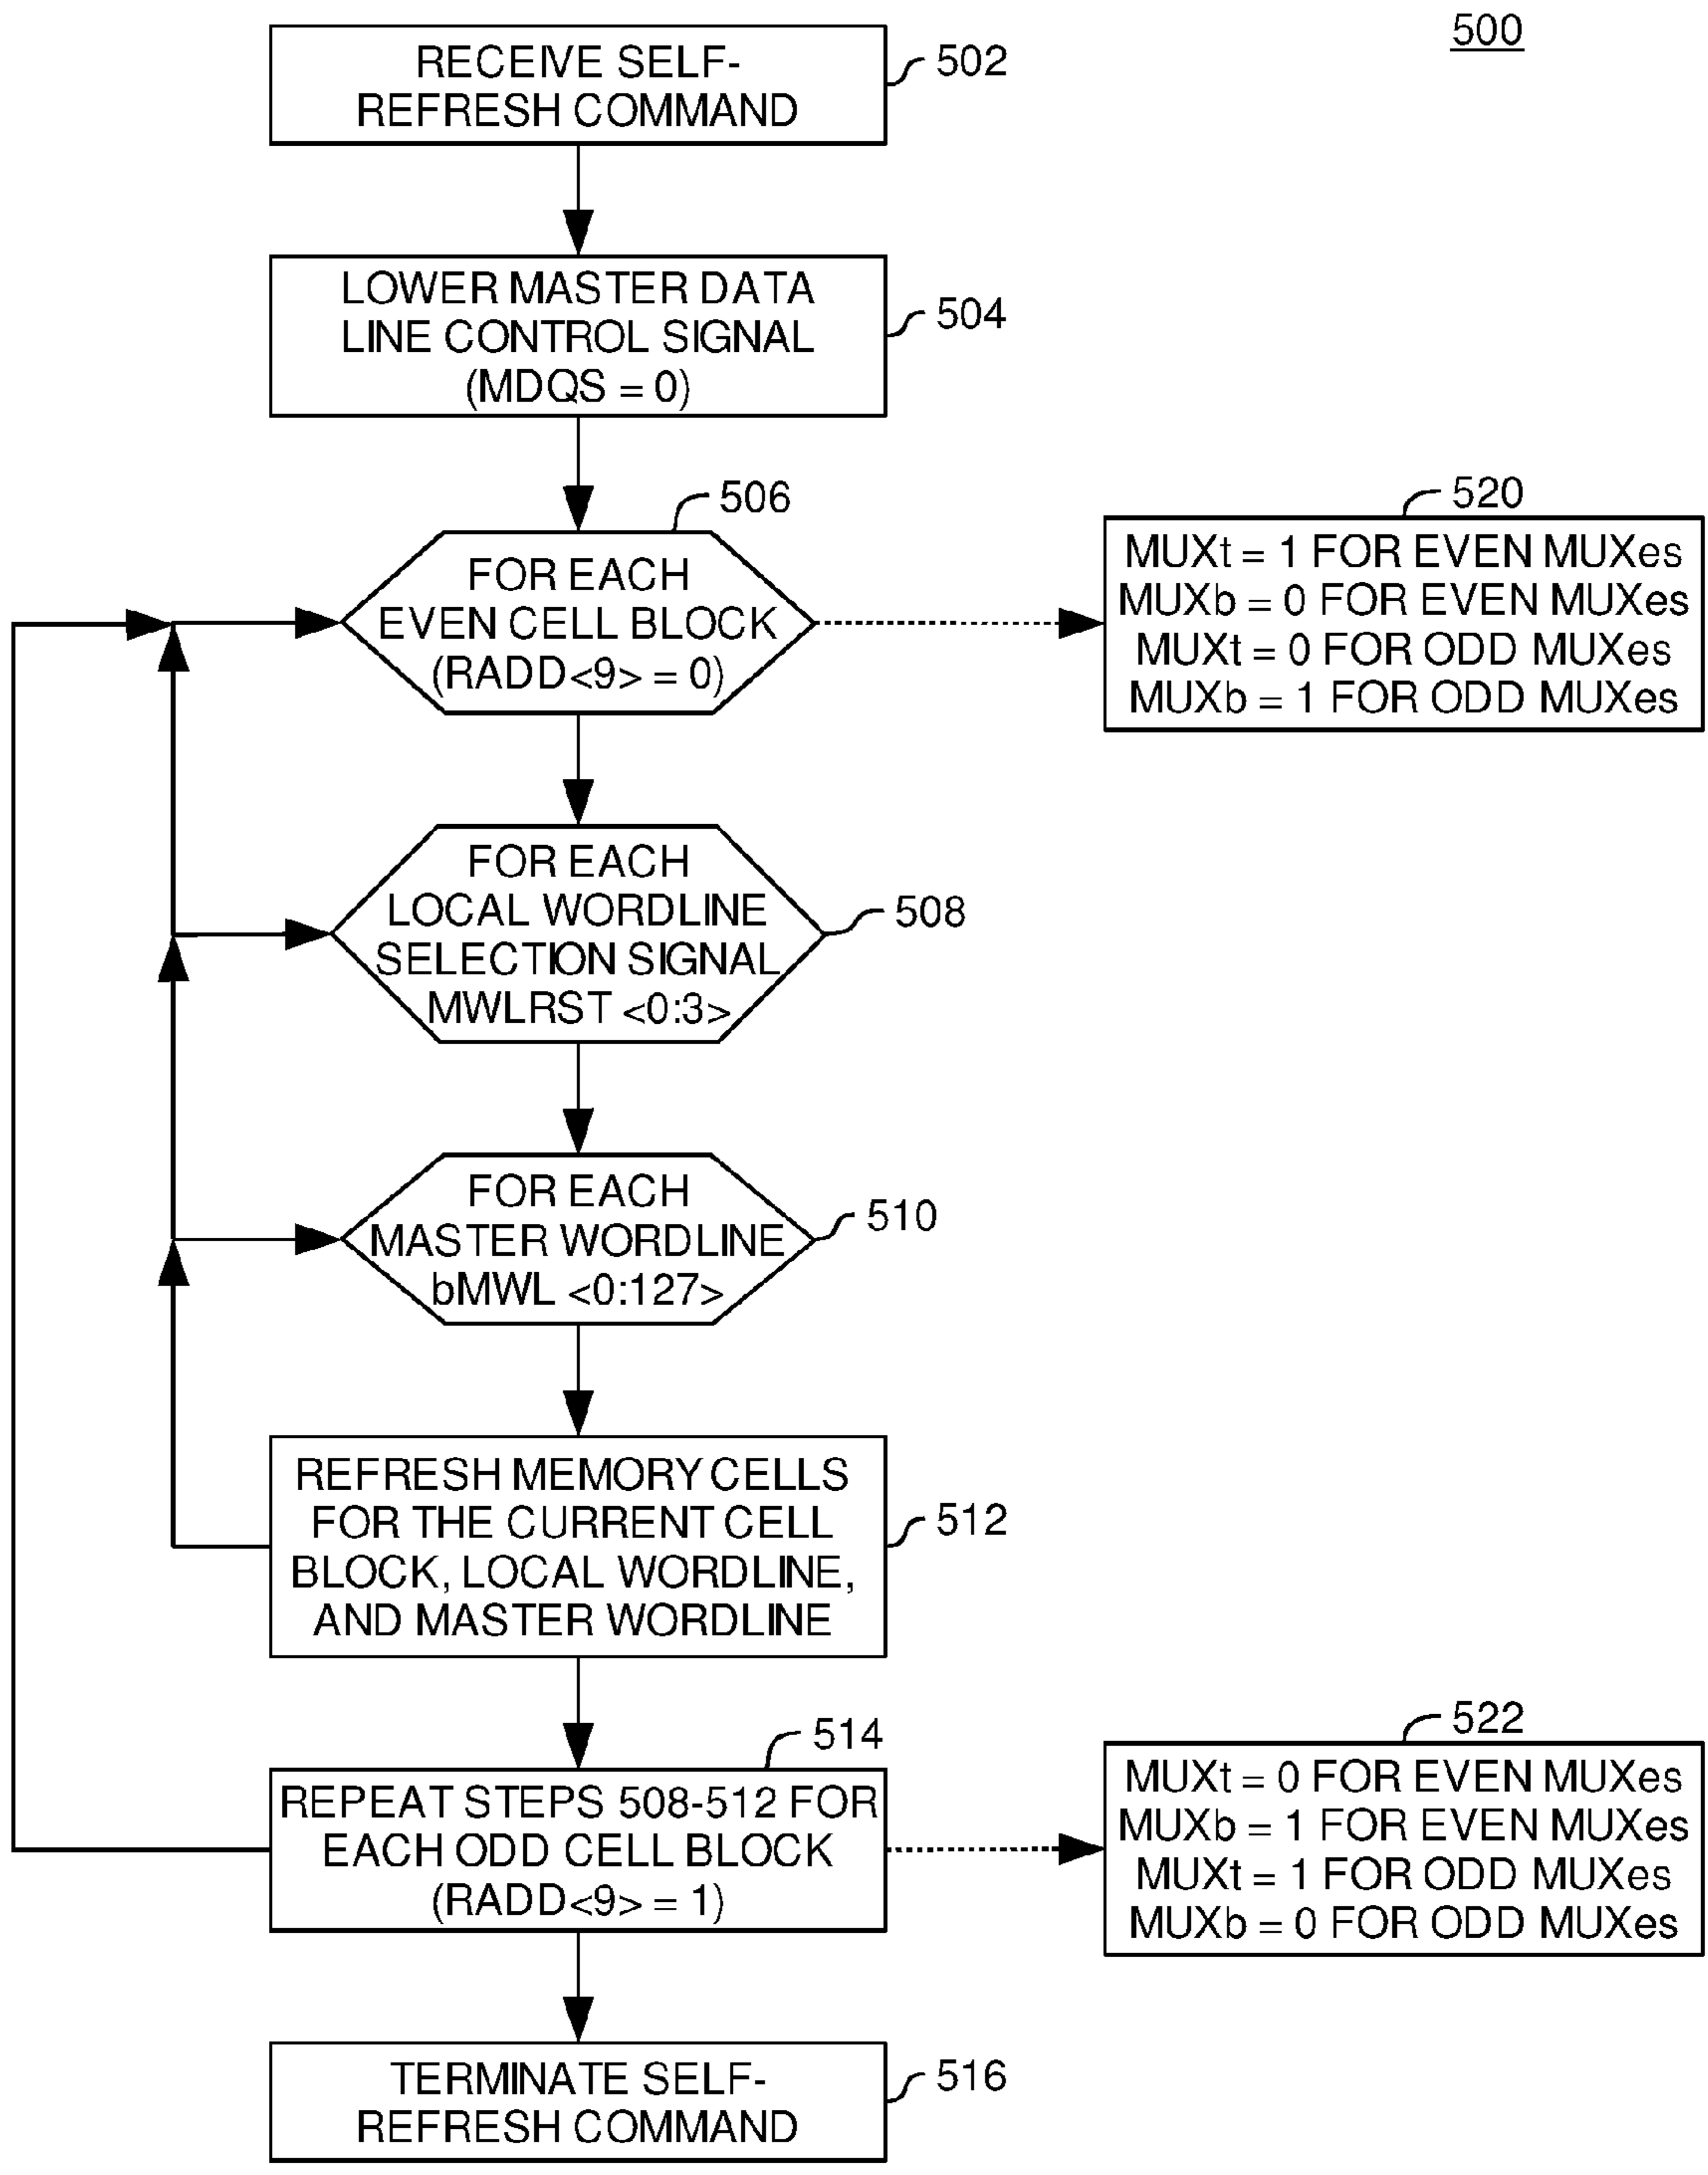 500
RECEIVE SELF-
REFRESH COMMAND
502
LOWER MASTER DATA
LINE CONTROL SIGNAL
(MDQS = 0)
504
506
FOR EACH
EVEN CELL BLOCK
(RADD<9> = 0)
520
MUXt = 1 FOR EVEN MUXes
MUXb = 0 FOR EVEN MUXes
MUXt = 0 FOR ODD MUXes
MUXb = 1 FOR ODD MUXes
FOR EACH
LOCAL WORDLINE
SELECTION SIGNAL
MWLRST <0:3>
508
FOR EACH
MASTER WORDLINE
bMWL <0:127>
510
REFRESH MEMORY CELLS
FOR THE CURRENT CELL
BLOCK, LOCAL WORDLINE,
AND MASTER WORDLINE
512
514
REPEAT STEPS 508-512 FOR
EACH ODD CELL BLOCK
(RADD<9> = 1)
522
MUXt = 0 FOR EVEN MUXes
MUXb = 1 FOR EVEN MUXes
MUXt = 1 FOR ODD MUXes
MUXb = 0 FOR ODD MUXes
TERMINATE SELF-
REFRESH COMMAND
516